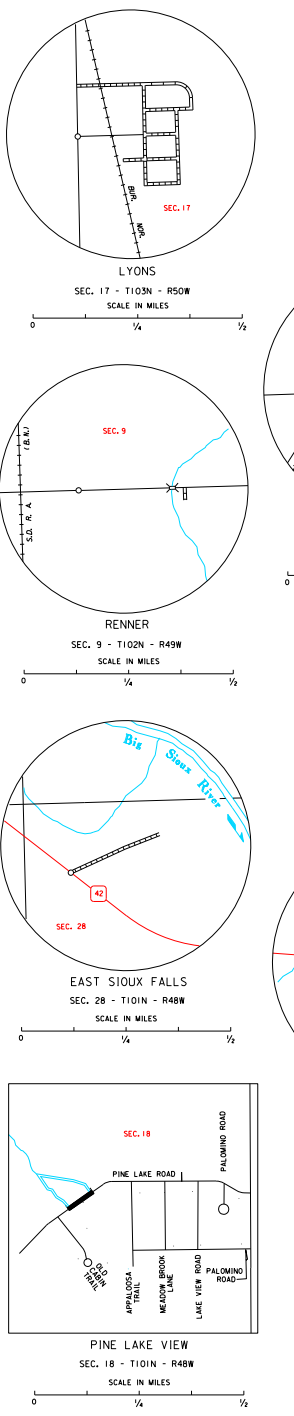 BUR. NOR.
SEC. 17
LYONS
SEC. 17 - T103N - R50W
SCALE IN MILES
0 1/4 1/2
(B.N.)
SEC. 9
S.D. R. A.
RENNER
SEC. 9 - T102N - R49W
SCALE IN MILES
0 1/4 1/2
0
Big Sioux River
42
SEC. 28
EAST SIOUX FALLS
SEC. 28 - T101N - R48W
SCALE IN MILES
0 1/4 1/2
SEC. 18
PALOMINO ROAD
PINE LAKE ROAD
OLD
CABIN
TRAIL
APPALOOSA
TRAIL
MEADOW BROOK
LANE
LAKE VIEW ROAD
PALOMINO
ROAD
PINE LAKE VIEW
SEC. 18 - T101N - R48W
SCALE IN MILES
0 1/4 1/2